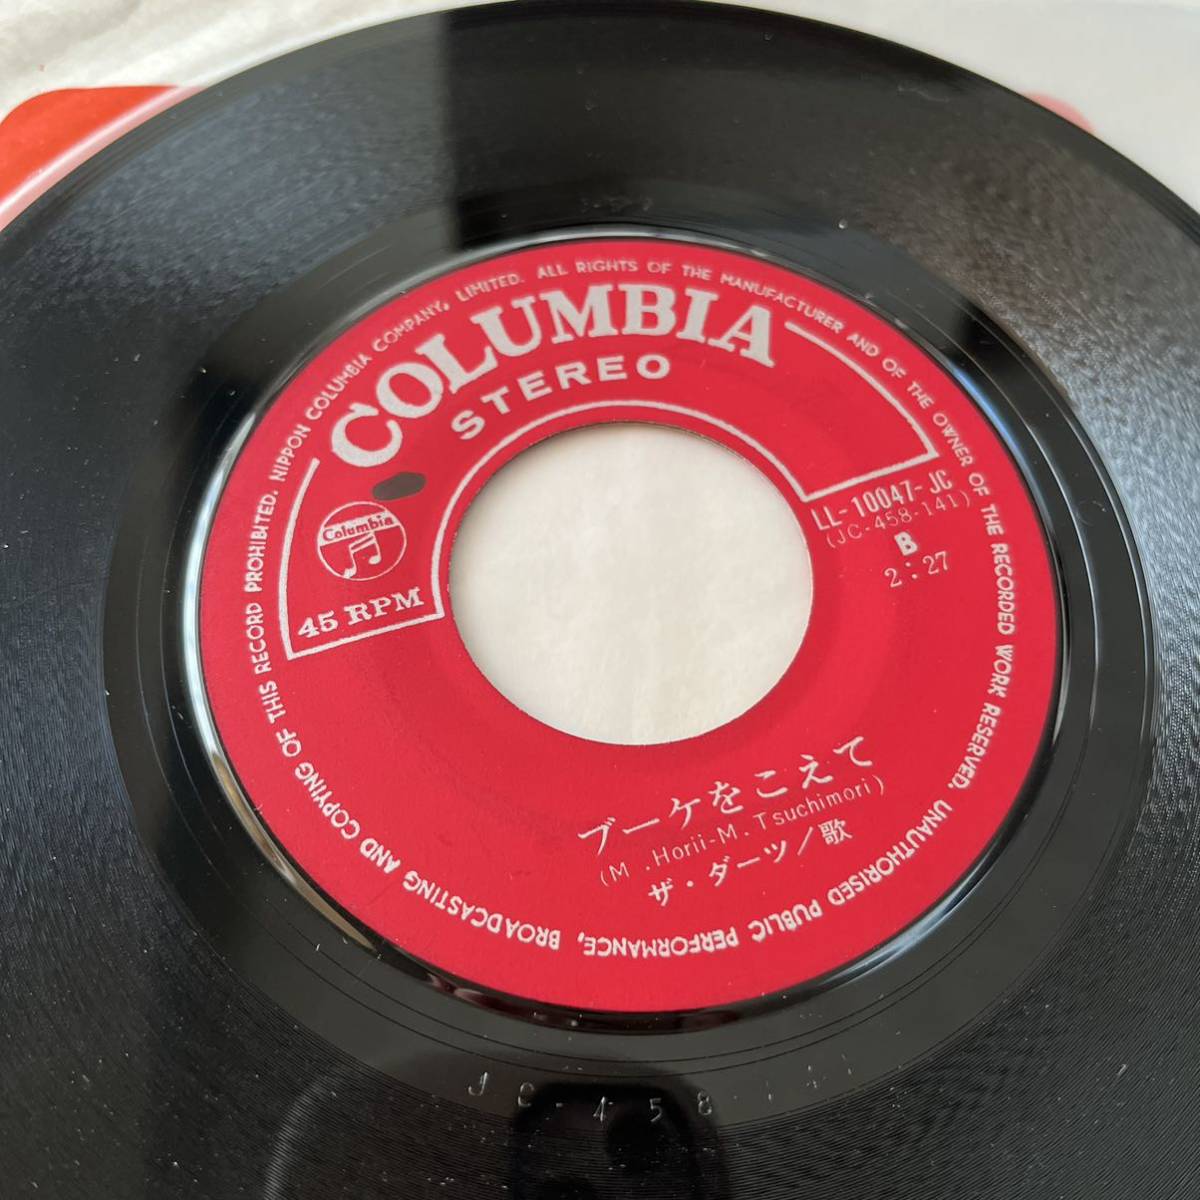 NIPPON COLUMBIA COMPANY, LIMITED. ALL RIGHTS OF THE MANUFACTURER AND OF THE OWNER OF THE RECORDED WORK RESERVED. UNAUTHORISED PUBLIC PERFORMANCE, BROADCASTING AND COPYING OF THIS RECORD PROHIBITED.
COLUMBIA
STEREO
Columbia
45 RPM
LL-10047-JC
(JC-458-141)
B
2:27
ブーケをこえて
(M.Horii-M.Tsuchimori)
ザ・ダーツ/歌
JC-458